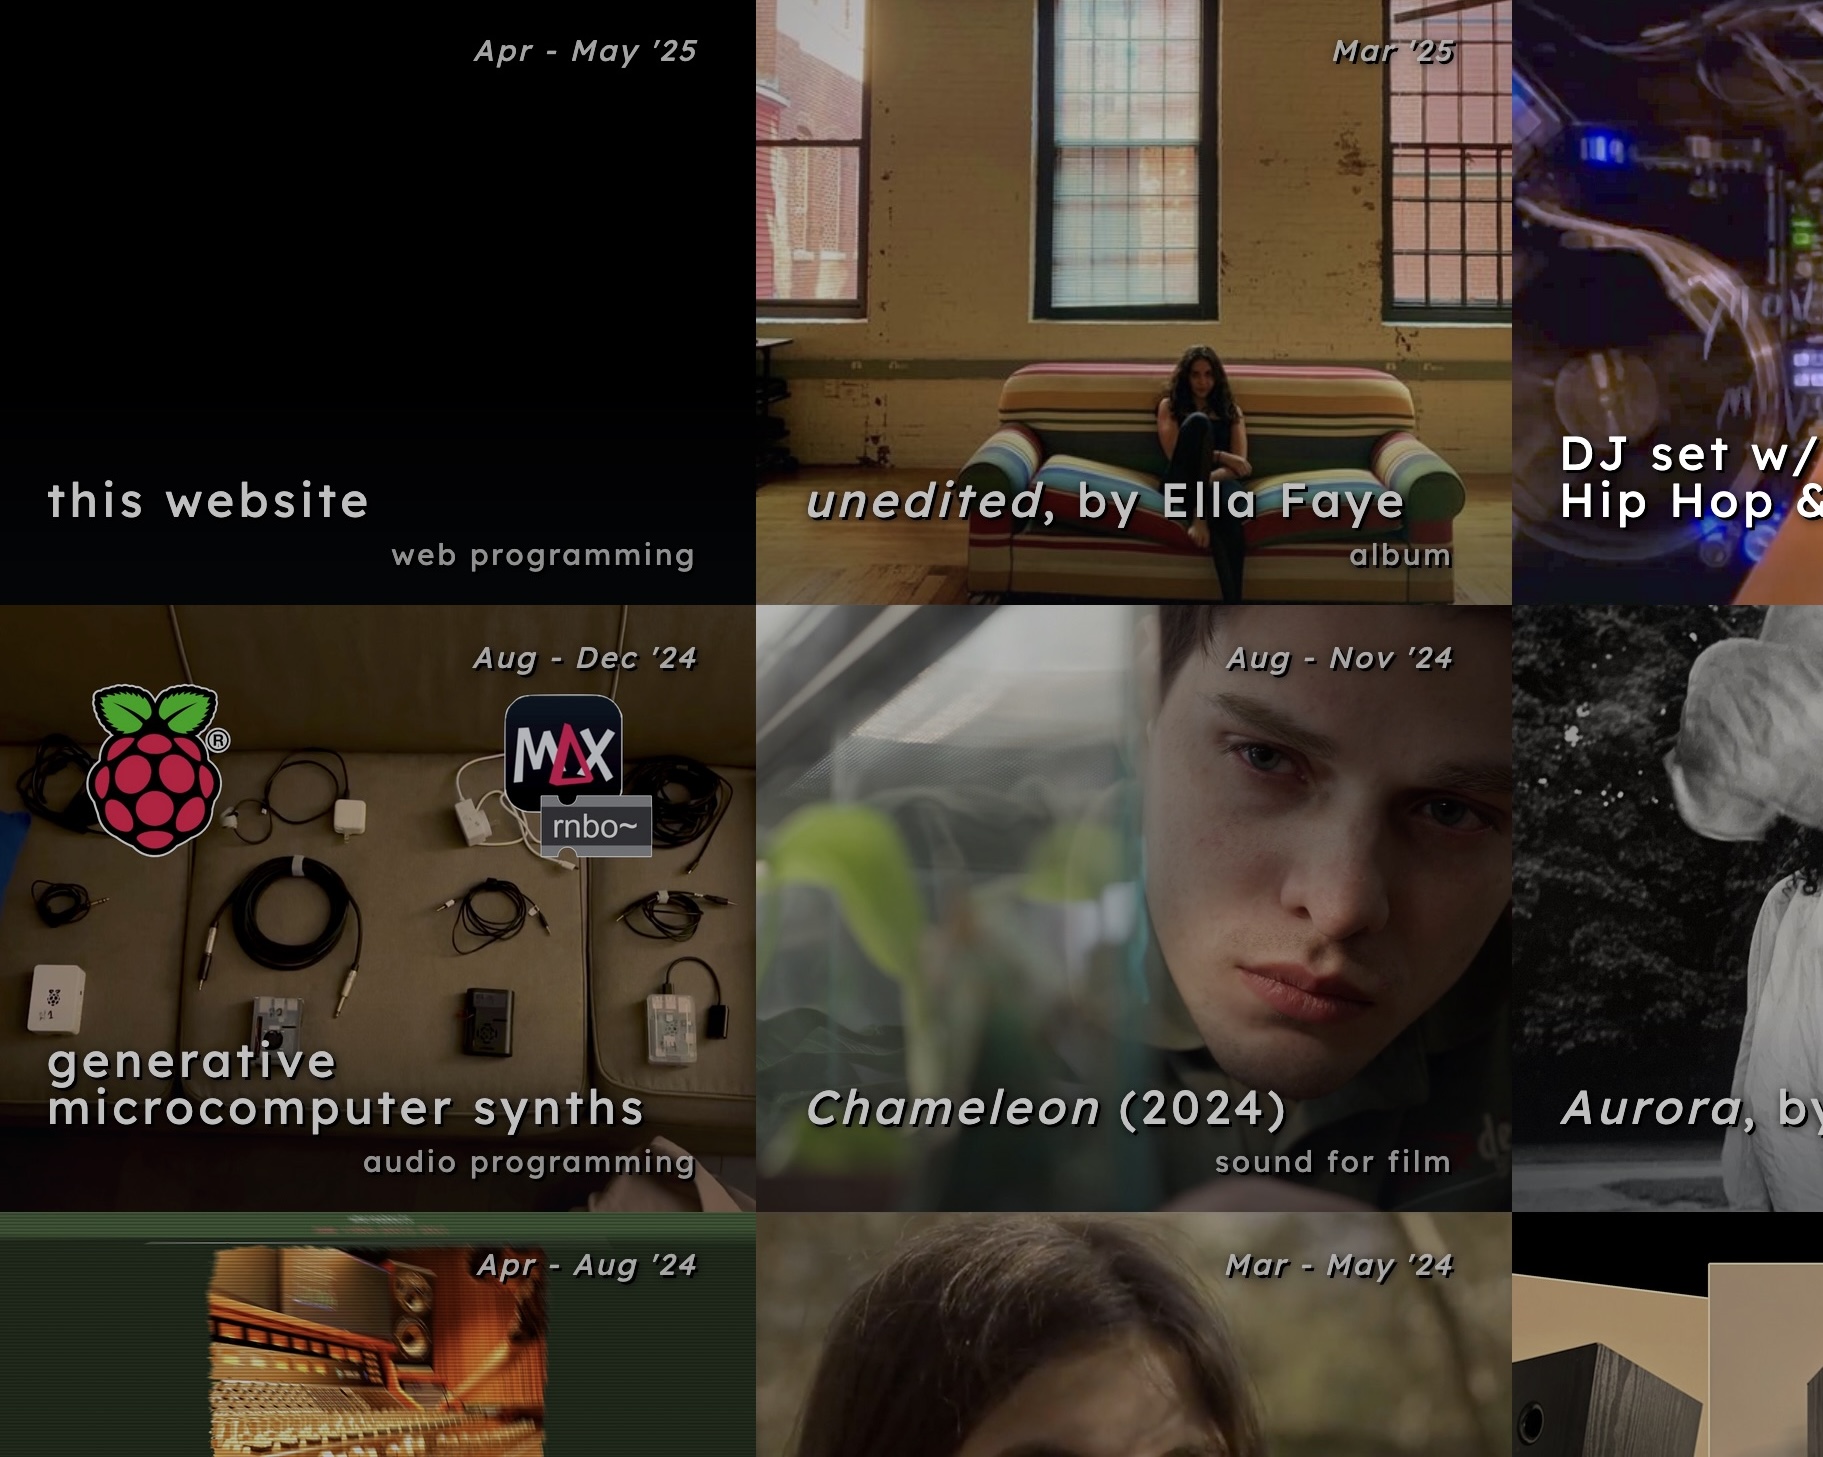 Apr - May '25
this website
web programming
Mar '25
unedited, by Ella Faye
album
DJ set w/
Hip Hop &
Aug - Dec '24
®
MAX
rnbo~
generative
microcomputer synths
audio programming
Aug - Nov '24
Chameleon (2024)
sound for film
Aurora, by
Apr - Aug '24
Mar - May '24